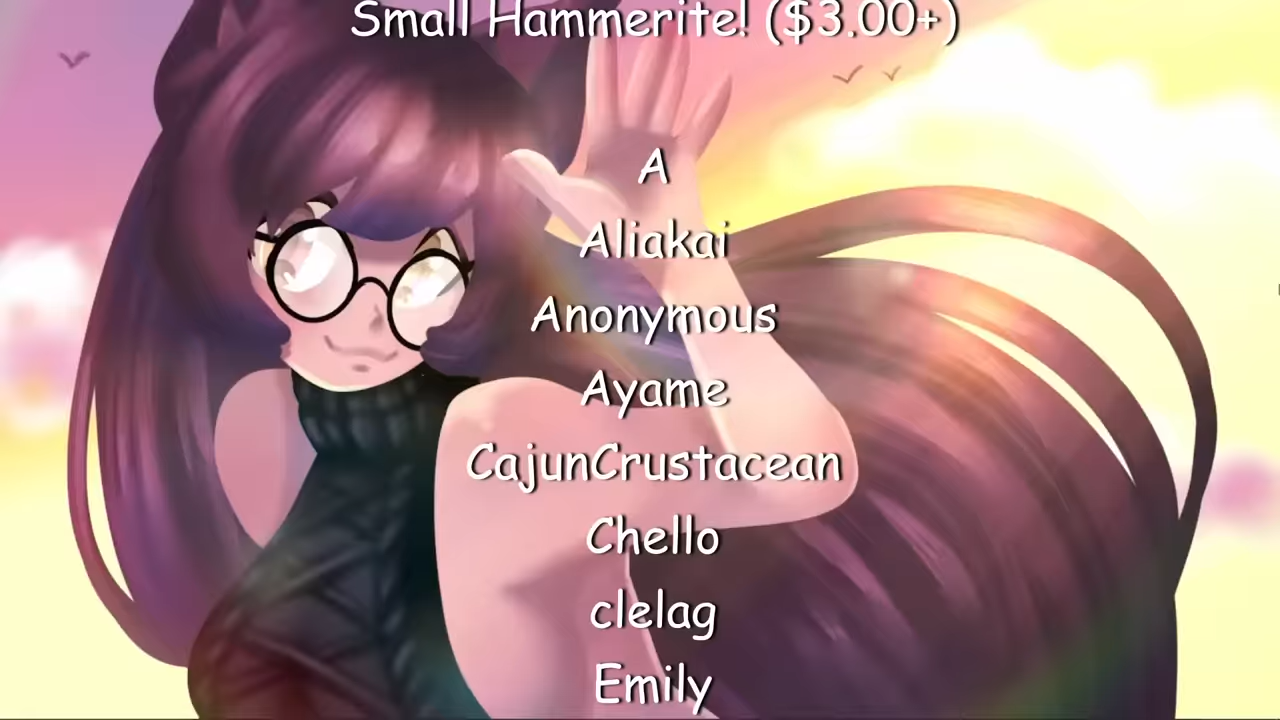 Small Hammerite! ($3.00+)
A
Aliakai
Anonymous
Ayame
CajunCrustacean
Chello
clelag
Emily